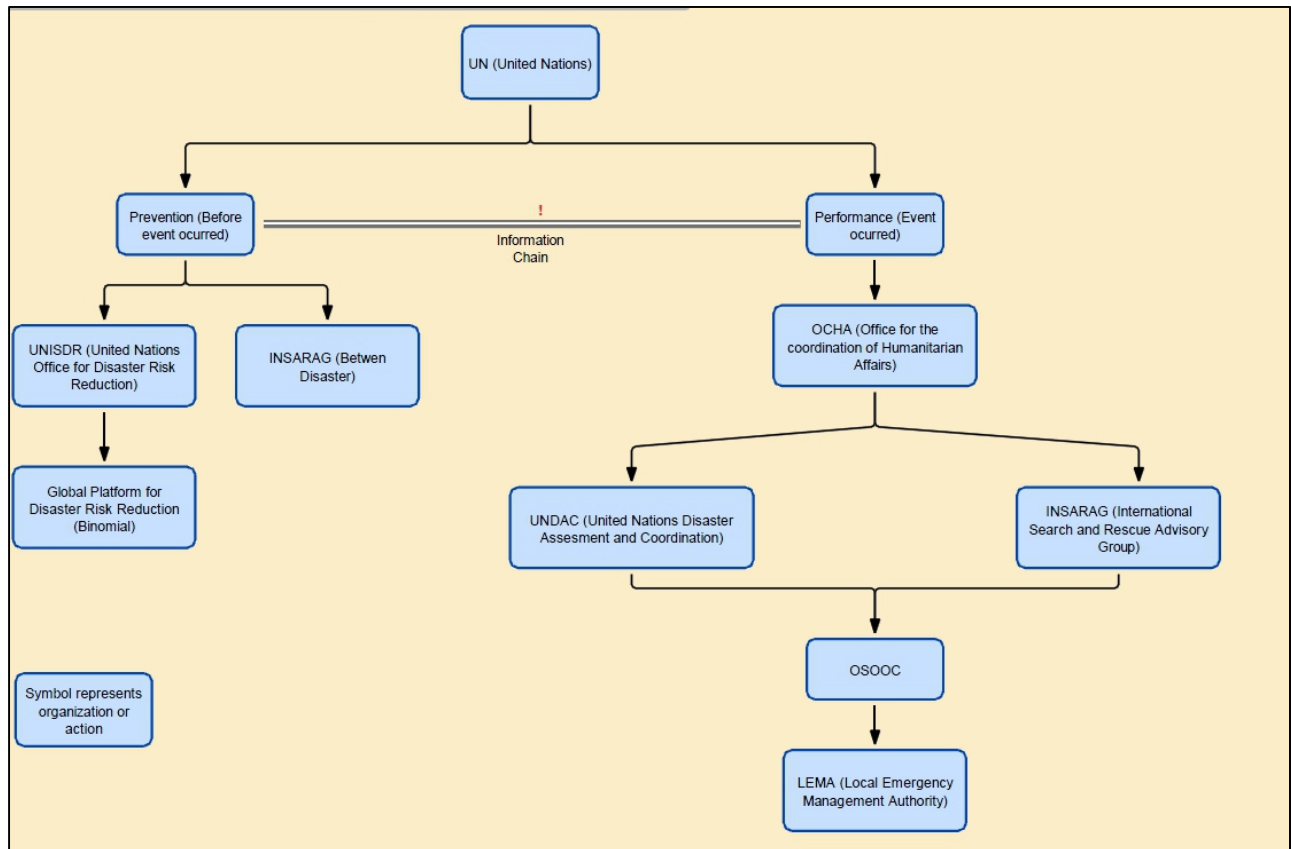 UN (United Nations)
Prevention (Before
event ocurred)
!
Information
Chain
Performance (Event
ocurred)
UNISDR (United Nations
Office for Disaster Risk
Reduction)
INSARAG (Betwen
Disaster)
OCHA (Office for the
coordination of Humanitarian
Affairs)
Global Platform for
Disaster Risk Reduction
(Binomial)
UNDAC (United Nations Disaster
Assesment and Coordination)
INSARAG (International
Search and Rescue Advisory
Group)
OSOOC
Symbol represents
organization or
action
LEMA (Local Emergency
Management Authority)